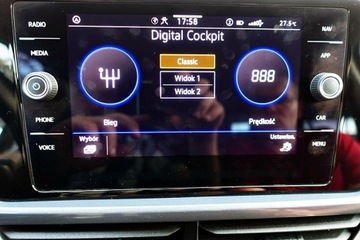 17:58
27.5°C
Digital Cockpit
RADIO
NAV
MEDIA
APP
Classic
Widok 1
Widok 2
888
PHONE
CAR
Bieg
Prędkość
VOICE
Wybór
Ustawien.
MENU